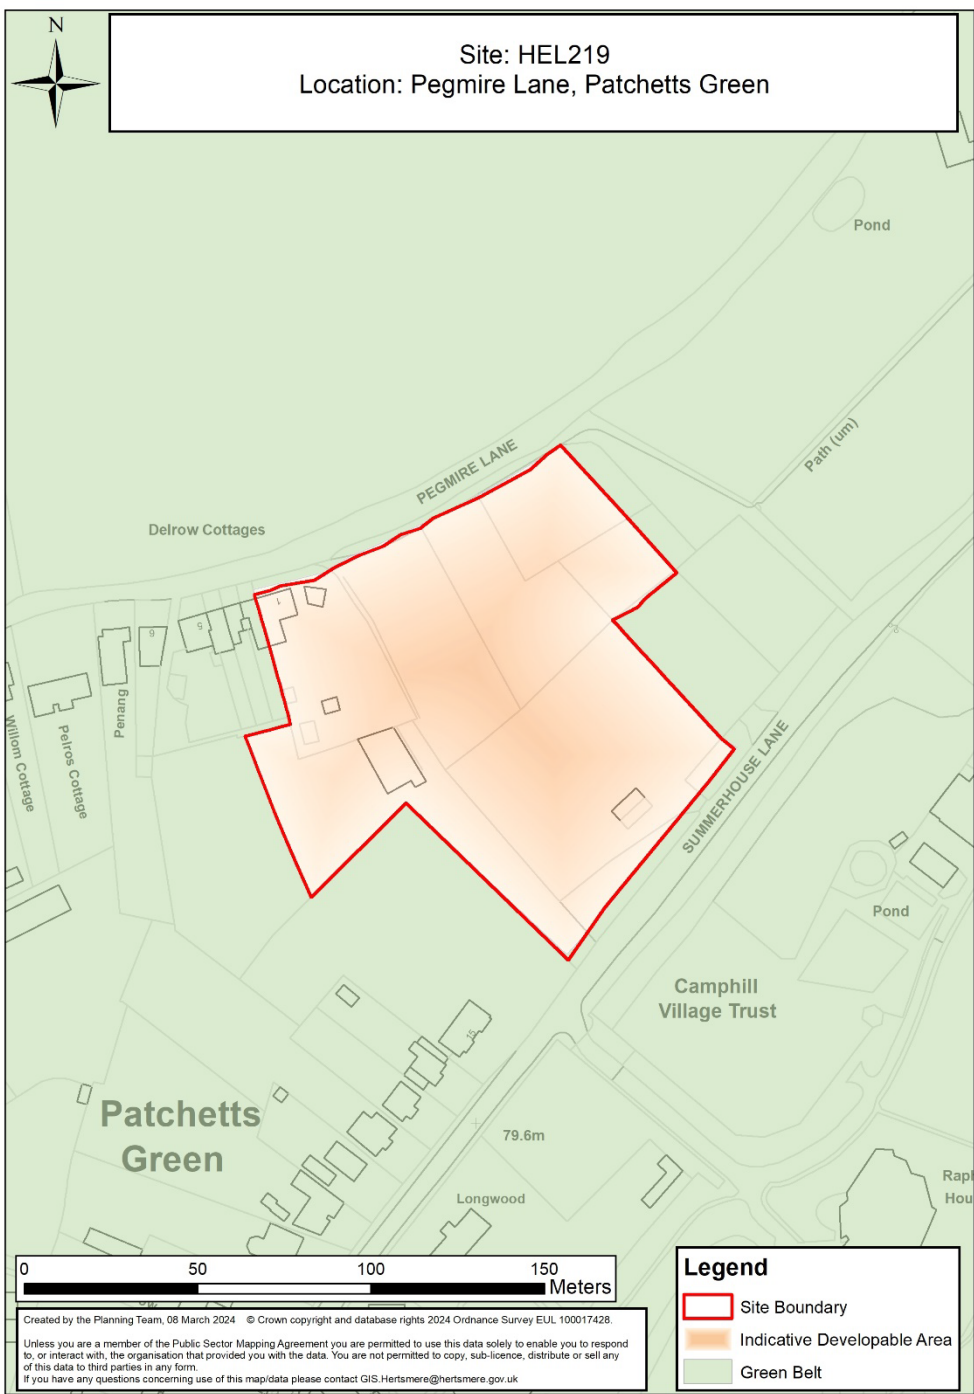 N
Site: HEL219
Location: Pegmire Lane, Patchetts Green
Pond
Path (um)
PEGMIRE LANE
Delrow Cottages
1
5
6
Penang
Pelros Cottage
Willom Cottage
SUMMERHOUSE LANE
Pond
Camphill
Village Trust
15
Patchetts
Green
79.6m
Longwood
0 50 100 150
Meters
Legend
Site Boundary
Indicative Developable Area
Green Belt
Created by the Planning Team, 08 March 2024 © Crown copyright and database rights 2024 Ordnance Survey EUL 100017428.
Unless you are a member of the Public Sector Mapping Agreement you are permitted to use this data solely to enable you to respond
to, or interact with, the organisation that provided you with the data. You are not permitted to copy, sub-licence, distribute or sell any
of this data to third parties in any form.
If you have any questions concerning use of this map/data please contact GIS.Hertsmere@hertsmere.gov.uk